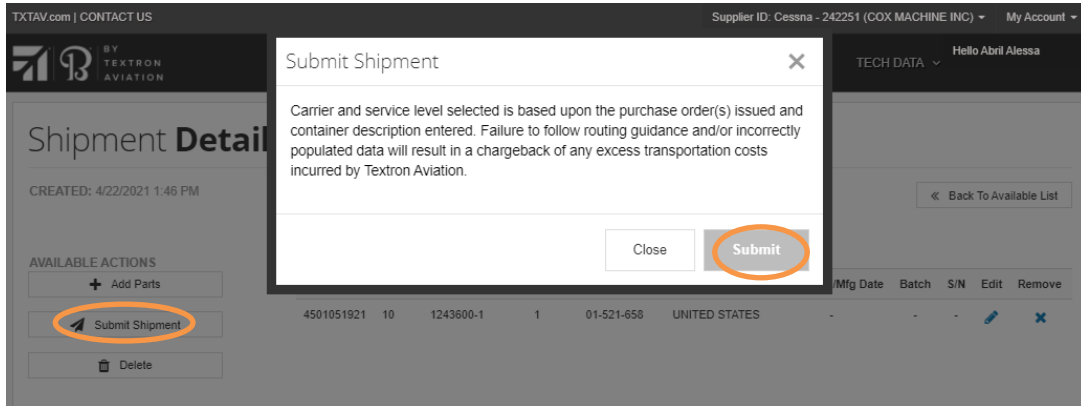 TXTAV.com | CONTACT US
Supplier ID: Cessna - 242251 (COX MACHINE INC)
My Account
BY
TEXTRON
AVIATION
TECH DATA
Hello Abril Alessa
Submit Shipment
Carrier and service level selected is based upon the purchase order(s) issued and
container description entered. Failure to follow routing guidance and/or incorrectly
populated data will result in a chargeback of any excess transportation costs
incurred by Textron Aviation.
Close
Submit
Shipment Detail
CREATED: 4/22/2021 1:46 PM
« Back To Available List
AVAILABLE ACTIONS
Add Parts
Submit Shipment
Delete
/Mfg Date Batch S/N Edit Remove
4501051921 10 1243600-1 1 01-521-658 UNITED STATES - - -